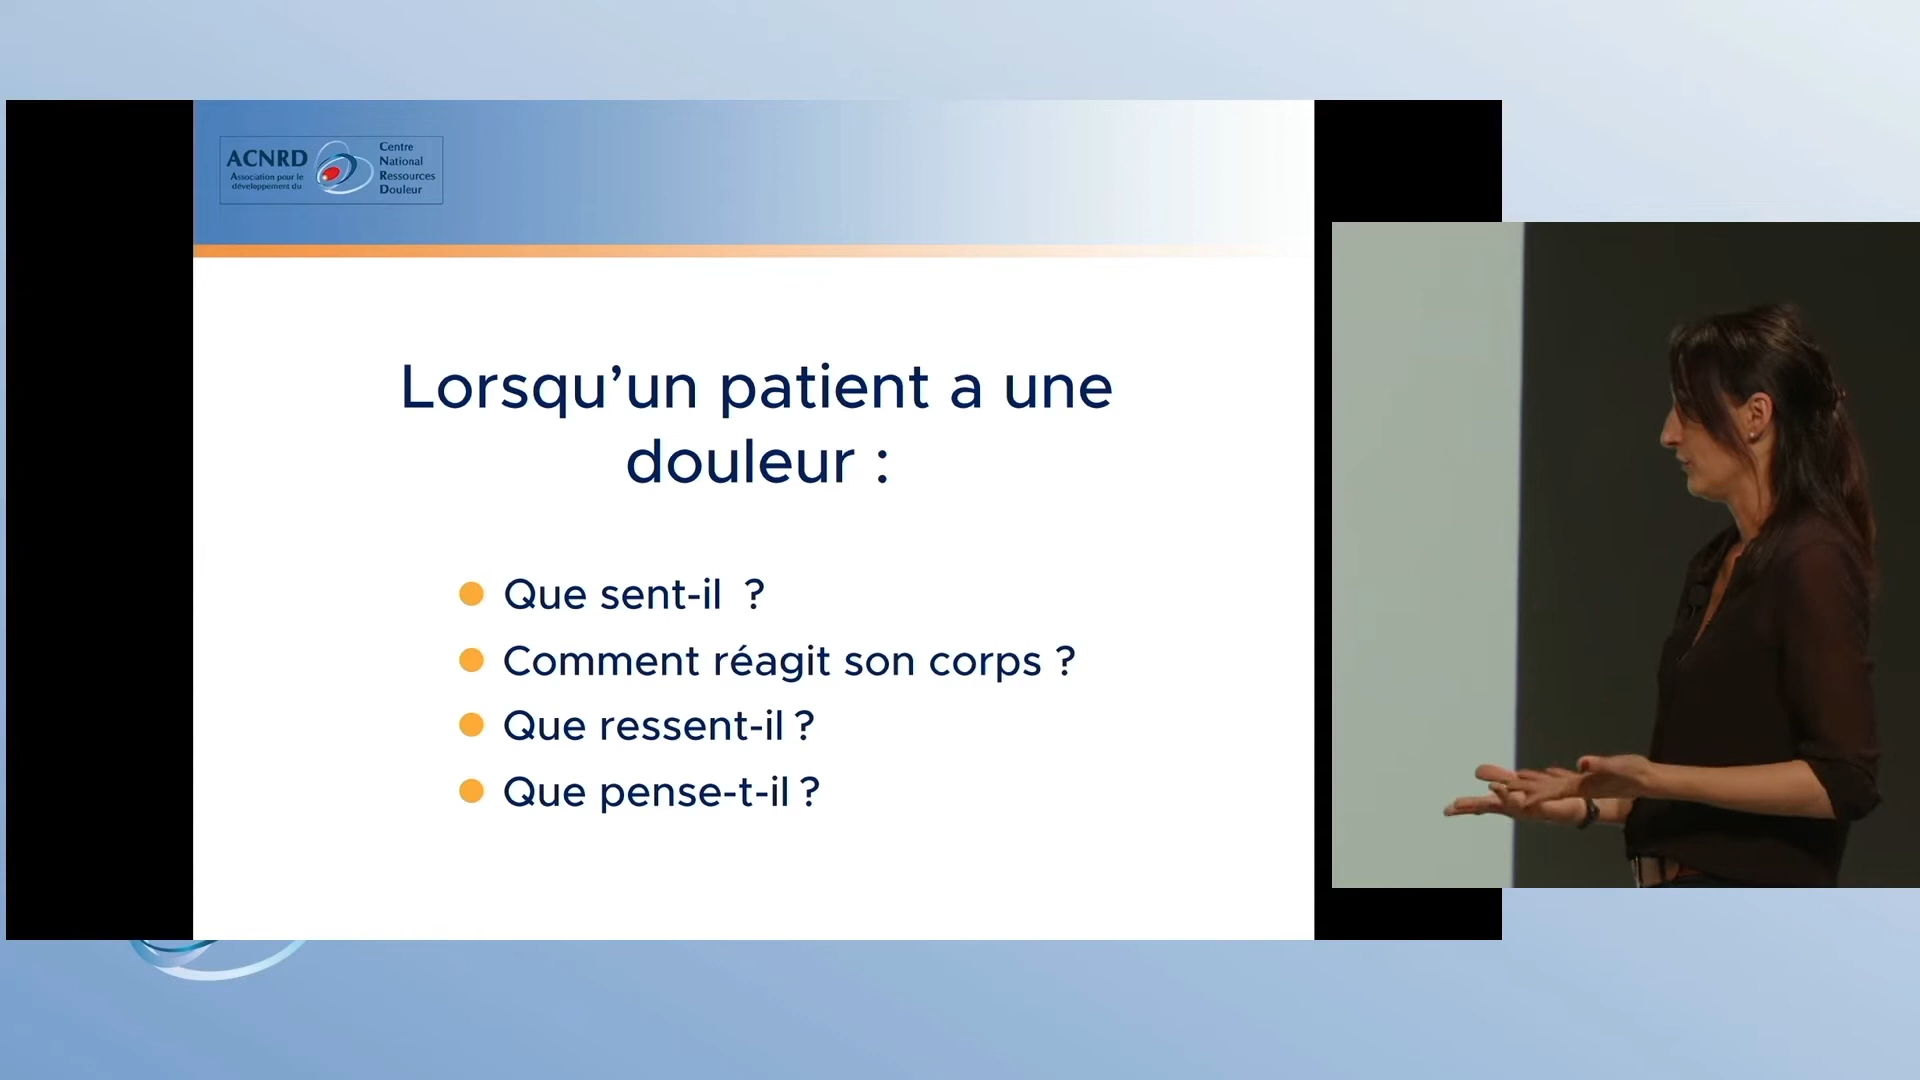 ACNRD
Association pour le
développement du
Centre
National
Ressources
Douleur
Lorsqu’un patient a une
douleur :
Que sent-il ?
Comment réagit son corps ?
Que ressent-il ?
Que pense-t-il ?